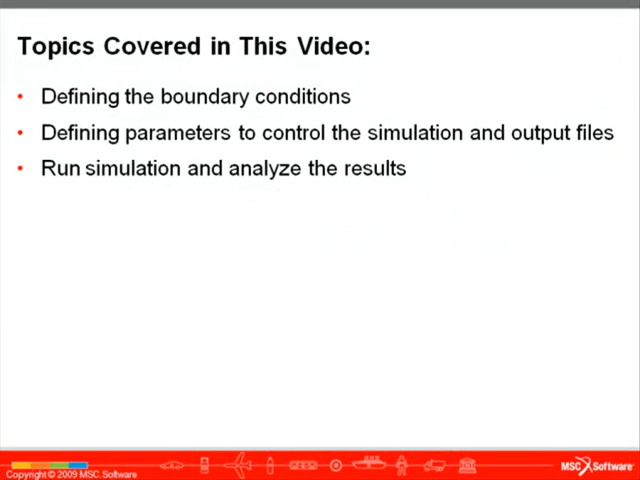 Topics Covered in This Video:
• Defining the boundary conditions
• Defining parameters to control the simulation and output files
• Run simulation and analyze the results
Copyright © 2009 MSC.Software
MSC Software